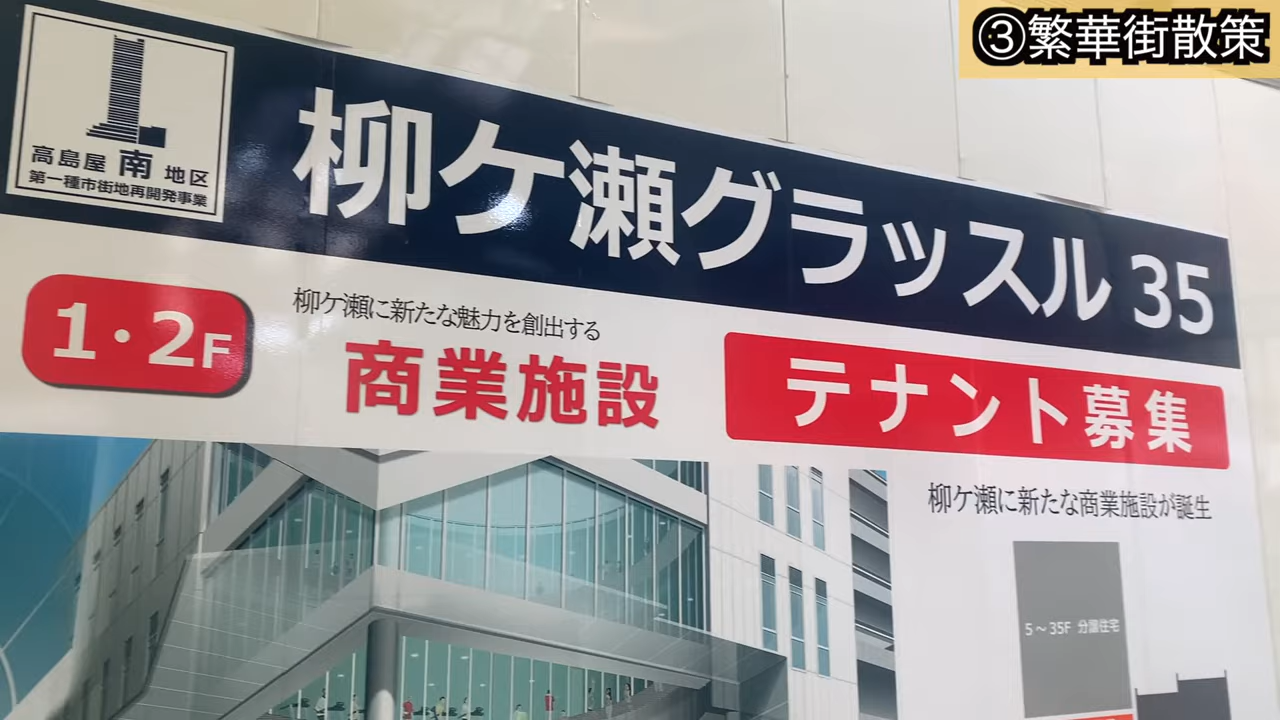 ③繁華街散策
高島屋 南 地区
第一種市街地再開発事業
柳ケ瀬グラッスル 35
1・2F
柳ケ瀬に新たな魅力を創出する
商業施設
テナント募集
柳ケ瀬に新たな商業施設が誕生
5～35F 分譲住宅